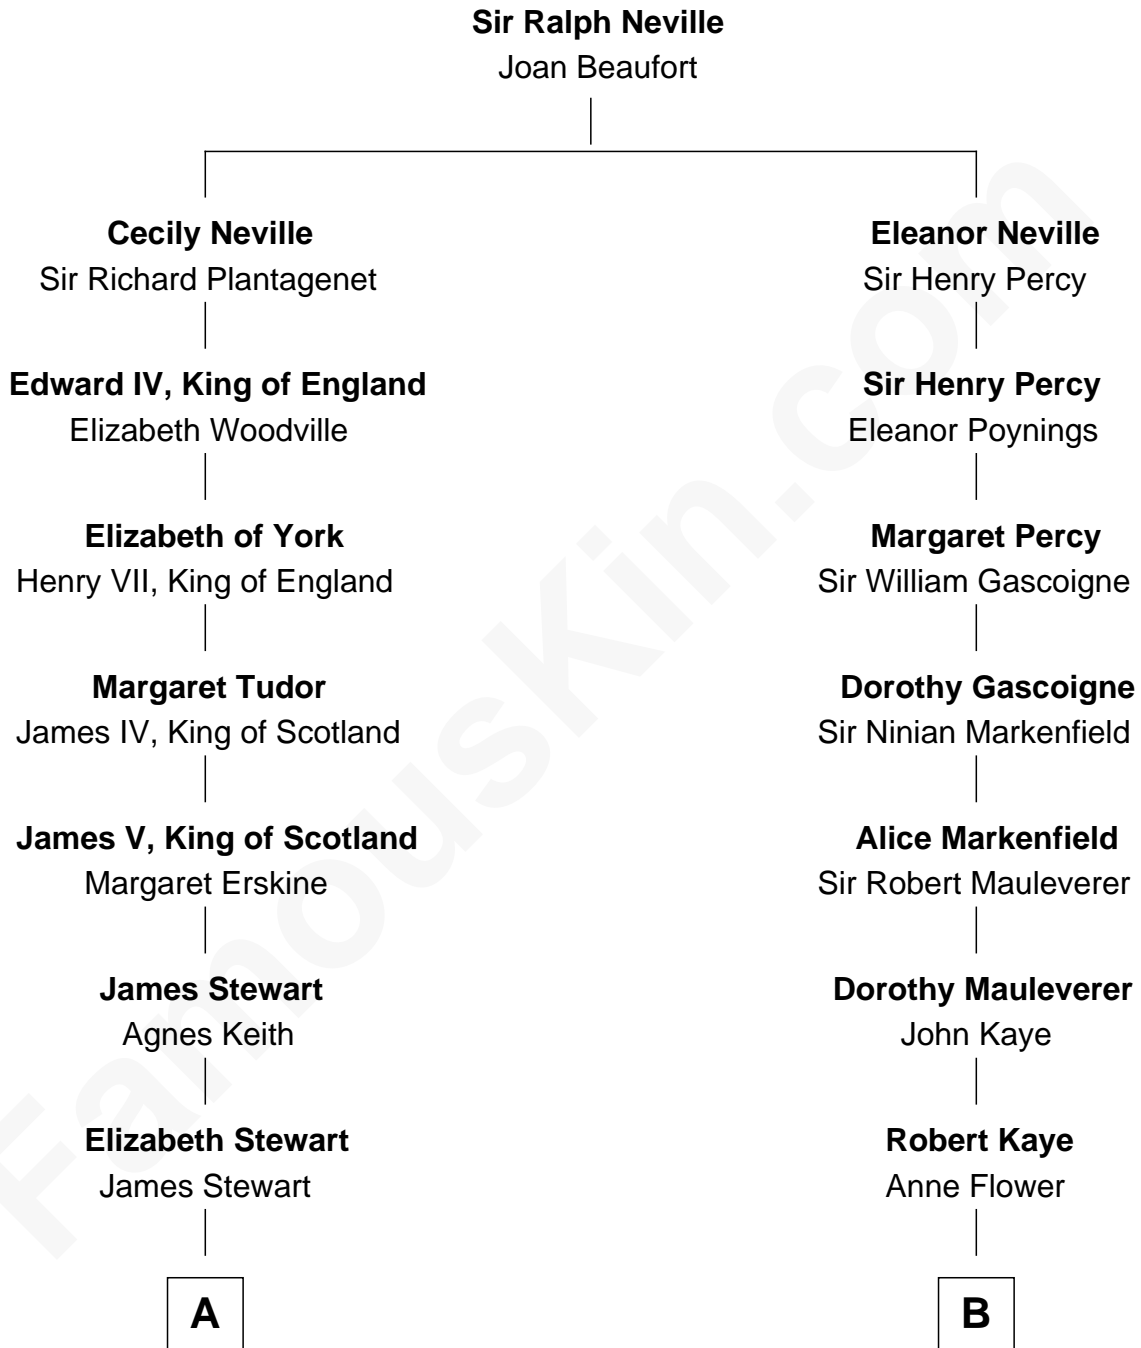 Sir Ralph Neville
Joan Beaufort
Cecily Neville
Sir Richard Plantagenet
Eleanor Neville
Sir Henry Percy
Edward IV, King of England
Elizabeth Woodville
Sir Henry Percy
Eleanor Poynings
Elizabeth of York
Henry VII, King of England
Margaret Percy
Sir William Gascoigne
Margaret Tudor
James IV, King of Scotland
Dorothy Gascoigne
Sir Ninian Markenfield
James V, King of Scotland
Margaret Erskine
Alice Markenfield
Sir Robert Mauleverer
James Stewart
Agnes Keith
Dorothy Mauleverer
John Kaye
Elizabeth Stewart
James Stewart
Robert Kaye
Anne Flower
A
B
FamousKin.com